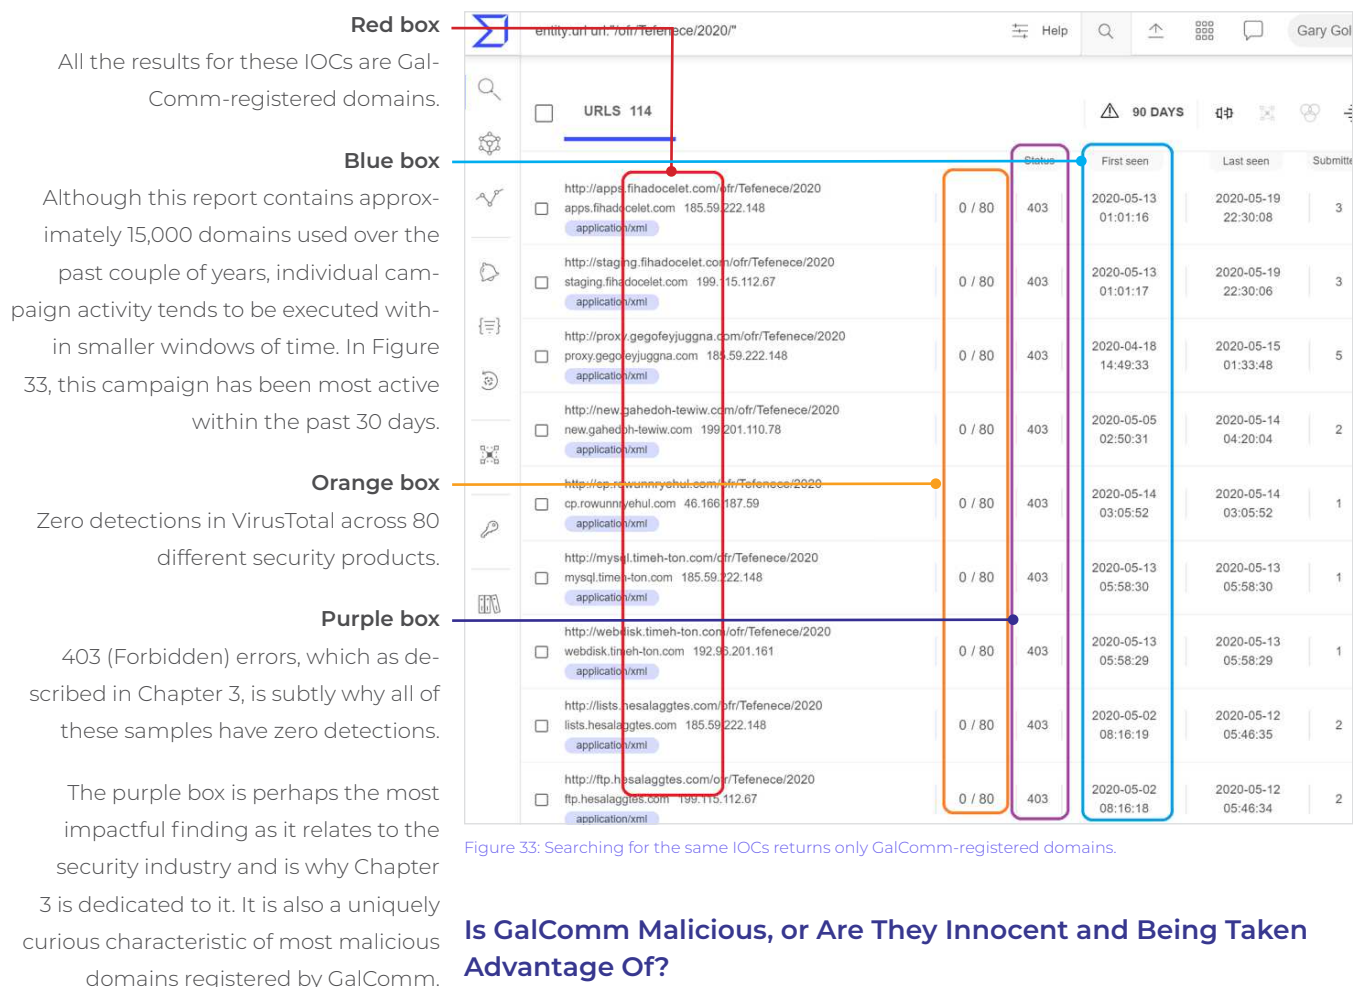 Red box
All the results for these IOCs are Gal-
Comm-registered domains.
Blue box
Although this report contains approx-
imately 15,000 domains used over the
past couple of years, individual cam-
paign activity tends to be executed with-
in smaller windows of time. In Figure
33, this campaign has been most active
within the past 30 days.
Orange box
Zero detections in VirusTotal across 80
different security products.
Purple box
403 (Forbidden) errors, which as de-
scribed in Chapter 3, is subtly why all of
these samples have zero detections.
The purple box is perhaps the most
impactful finding as it relates to the
security industry and is why Chapter
3 is dedicated to it. It is also a uniquely
curious characteristic of most malicious
domains registered by GalComm.
entity:url url:"/ofr/Tefenece/2020/"
Help
Gary Gol
URLS 114
90 DAYS
Status First seen Last seen Submitte
http://apps.fihadocelet.com/ofr/Tefenece/2020
apps.fihadocelet.com 185.59.222.148
application/xml
0 / 80 403 2020-05-13 01:01:16 2020-05-19 22:30:08 3
http://staging.fihadocelet.com/ofr/Tefenece/2020
staging.fihadocelet.com 199.115.112.67
application/xml
0 / 80 403 2020-05-13 01:01:17 2020-05-19 22:30:06 3
http://proxy.gegofeyjuggna.com/ofr/Tefenece/2020
proxy.gegofeyjuggna.com 185.59.222.148
application/xml
0 / 80 403 2020-04-18 14:49:33 2020-05-15 01:33:48 5
http://new.gahedoh-tewiw.com/ofr/Tefenece/2020
new.gahedoh-tewiw.com 199.201.110.78
application/xml
0 / 80 403 2020-05-05 02:50:31 2020-05-14 04:20:04 2
http://cp.rowunnryehul.com/ofr/Tefenece/2020
cp.rowunnryehul.com 46.166.187.59
application/xml
0 / 80 403 2020-05-14 03:05:52 2020-05-14 03:05:52 1
http://mysql.timeh-ton.com/ofr/Tefenece/2020
mysql.timeh-ton.com 185.59.222.148
application/xml
0 / 80 403 2020-05-13 05:58:30 2020-05-13 05:58:30 1
http://webdisk.timeh-ton.com/ofr/Tefenece/2020
webdisk.timeh-ton.com 192.96.201.161
application/xml
0 / 80 403 2020-05-13 05:58:29 2020-05-13 05:58:29 1
http://lists.hesalaggtes.com/ofr/Tefenece/2020
lists.hesalaggtes.com 185.59.222.148
application/xml
0 / 80 403 2020-05-02 08:16:19 2020-05-12 05:46:35 2
http://ftp.hesalaggtes.com/ofr/Tefenece/2020
ftp.hesalaggtes.com 199.115.112.67
application/xml
0 / 80 403 2020-05-02 08:16:18 2020-05-12 05:46:34 2
Figure 33: Searching for the same IOCs returns only GalComm-registered domains.
Is GalComm Malicious, or Are They Innocent and Being Taken
Advantage Of?